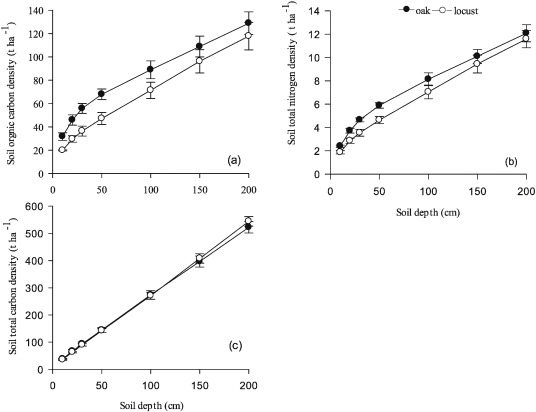 oak locust
Soil orgnic carbon density (t ha⁻¹)
140
120
100
80
60
40
20
0
0 50 100 150 200
(a)
Soil total nitrogen density (t ha⁻¹)
14
12
10
8
6
4
2
0
0 50 100 150 200
Soil depth (cm)
(b)
Soil total carbon density (t ha⁻¹)
600
500
400
300
200
100
0
0 50 100 150 200
Soil depth (cm)
(c)